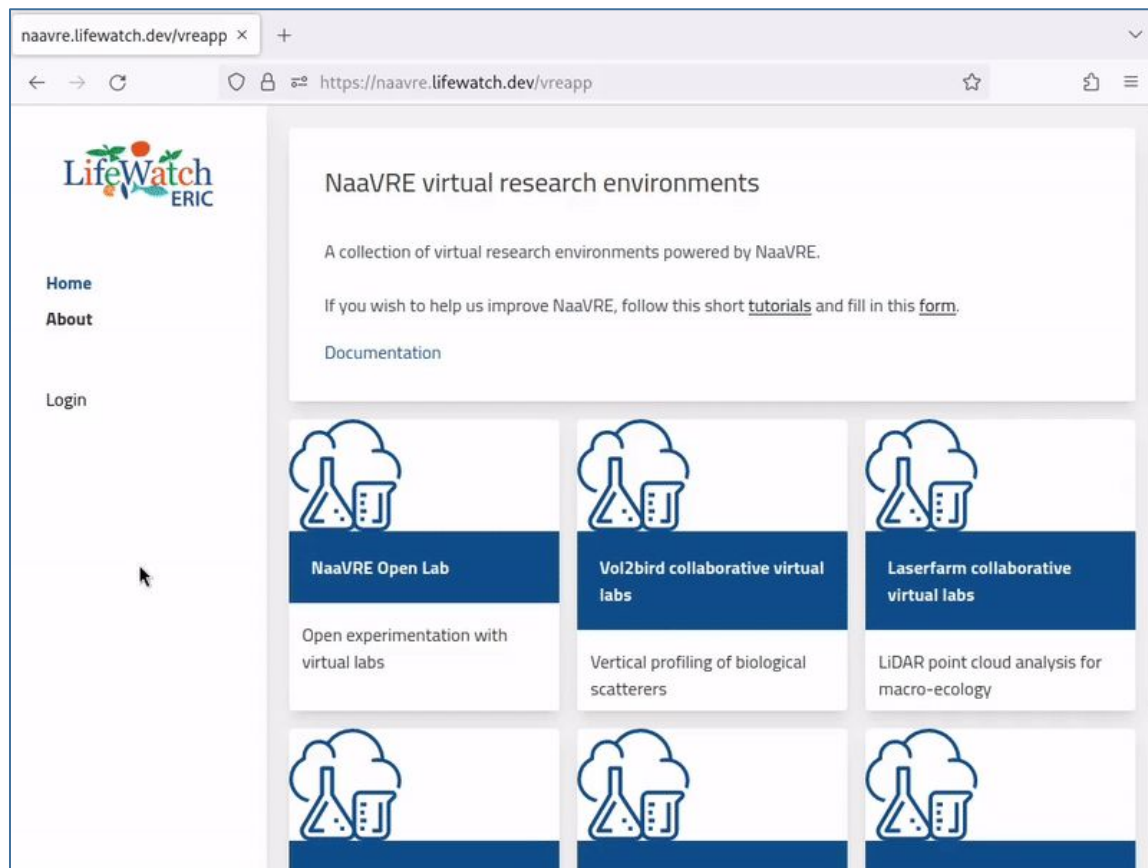 naavre.lifewatch.dev/vreapp
https://naavre.lifewatch.dev/vreapp
LifeWatch
ERIC
Home
About
Login
NaaVRE virtual research environments
A collection of virtual research environments powered by NaaVRE.
If you wish to help us improve NaaVRE, follow this short tutorials and fill in this form.
Documentation
NaaVRE Open Lab
Open experimentation with
virtual labs
Vol2bird collaborative virtual
labs
Vertical profiling of biological
scatterers
Laserfarm collaborative
virtual labs
LiDAR point cloud analysis for
macro-ecology